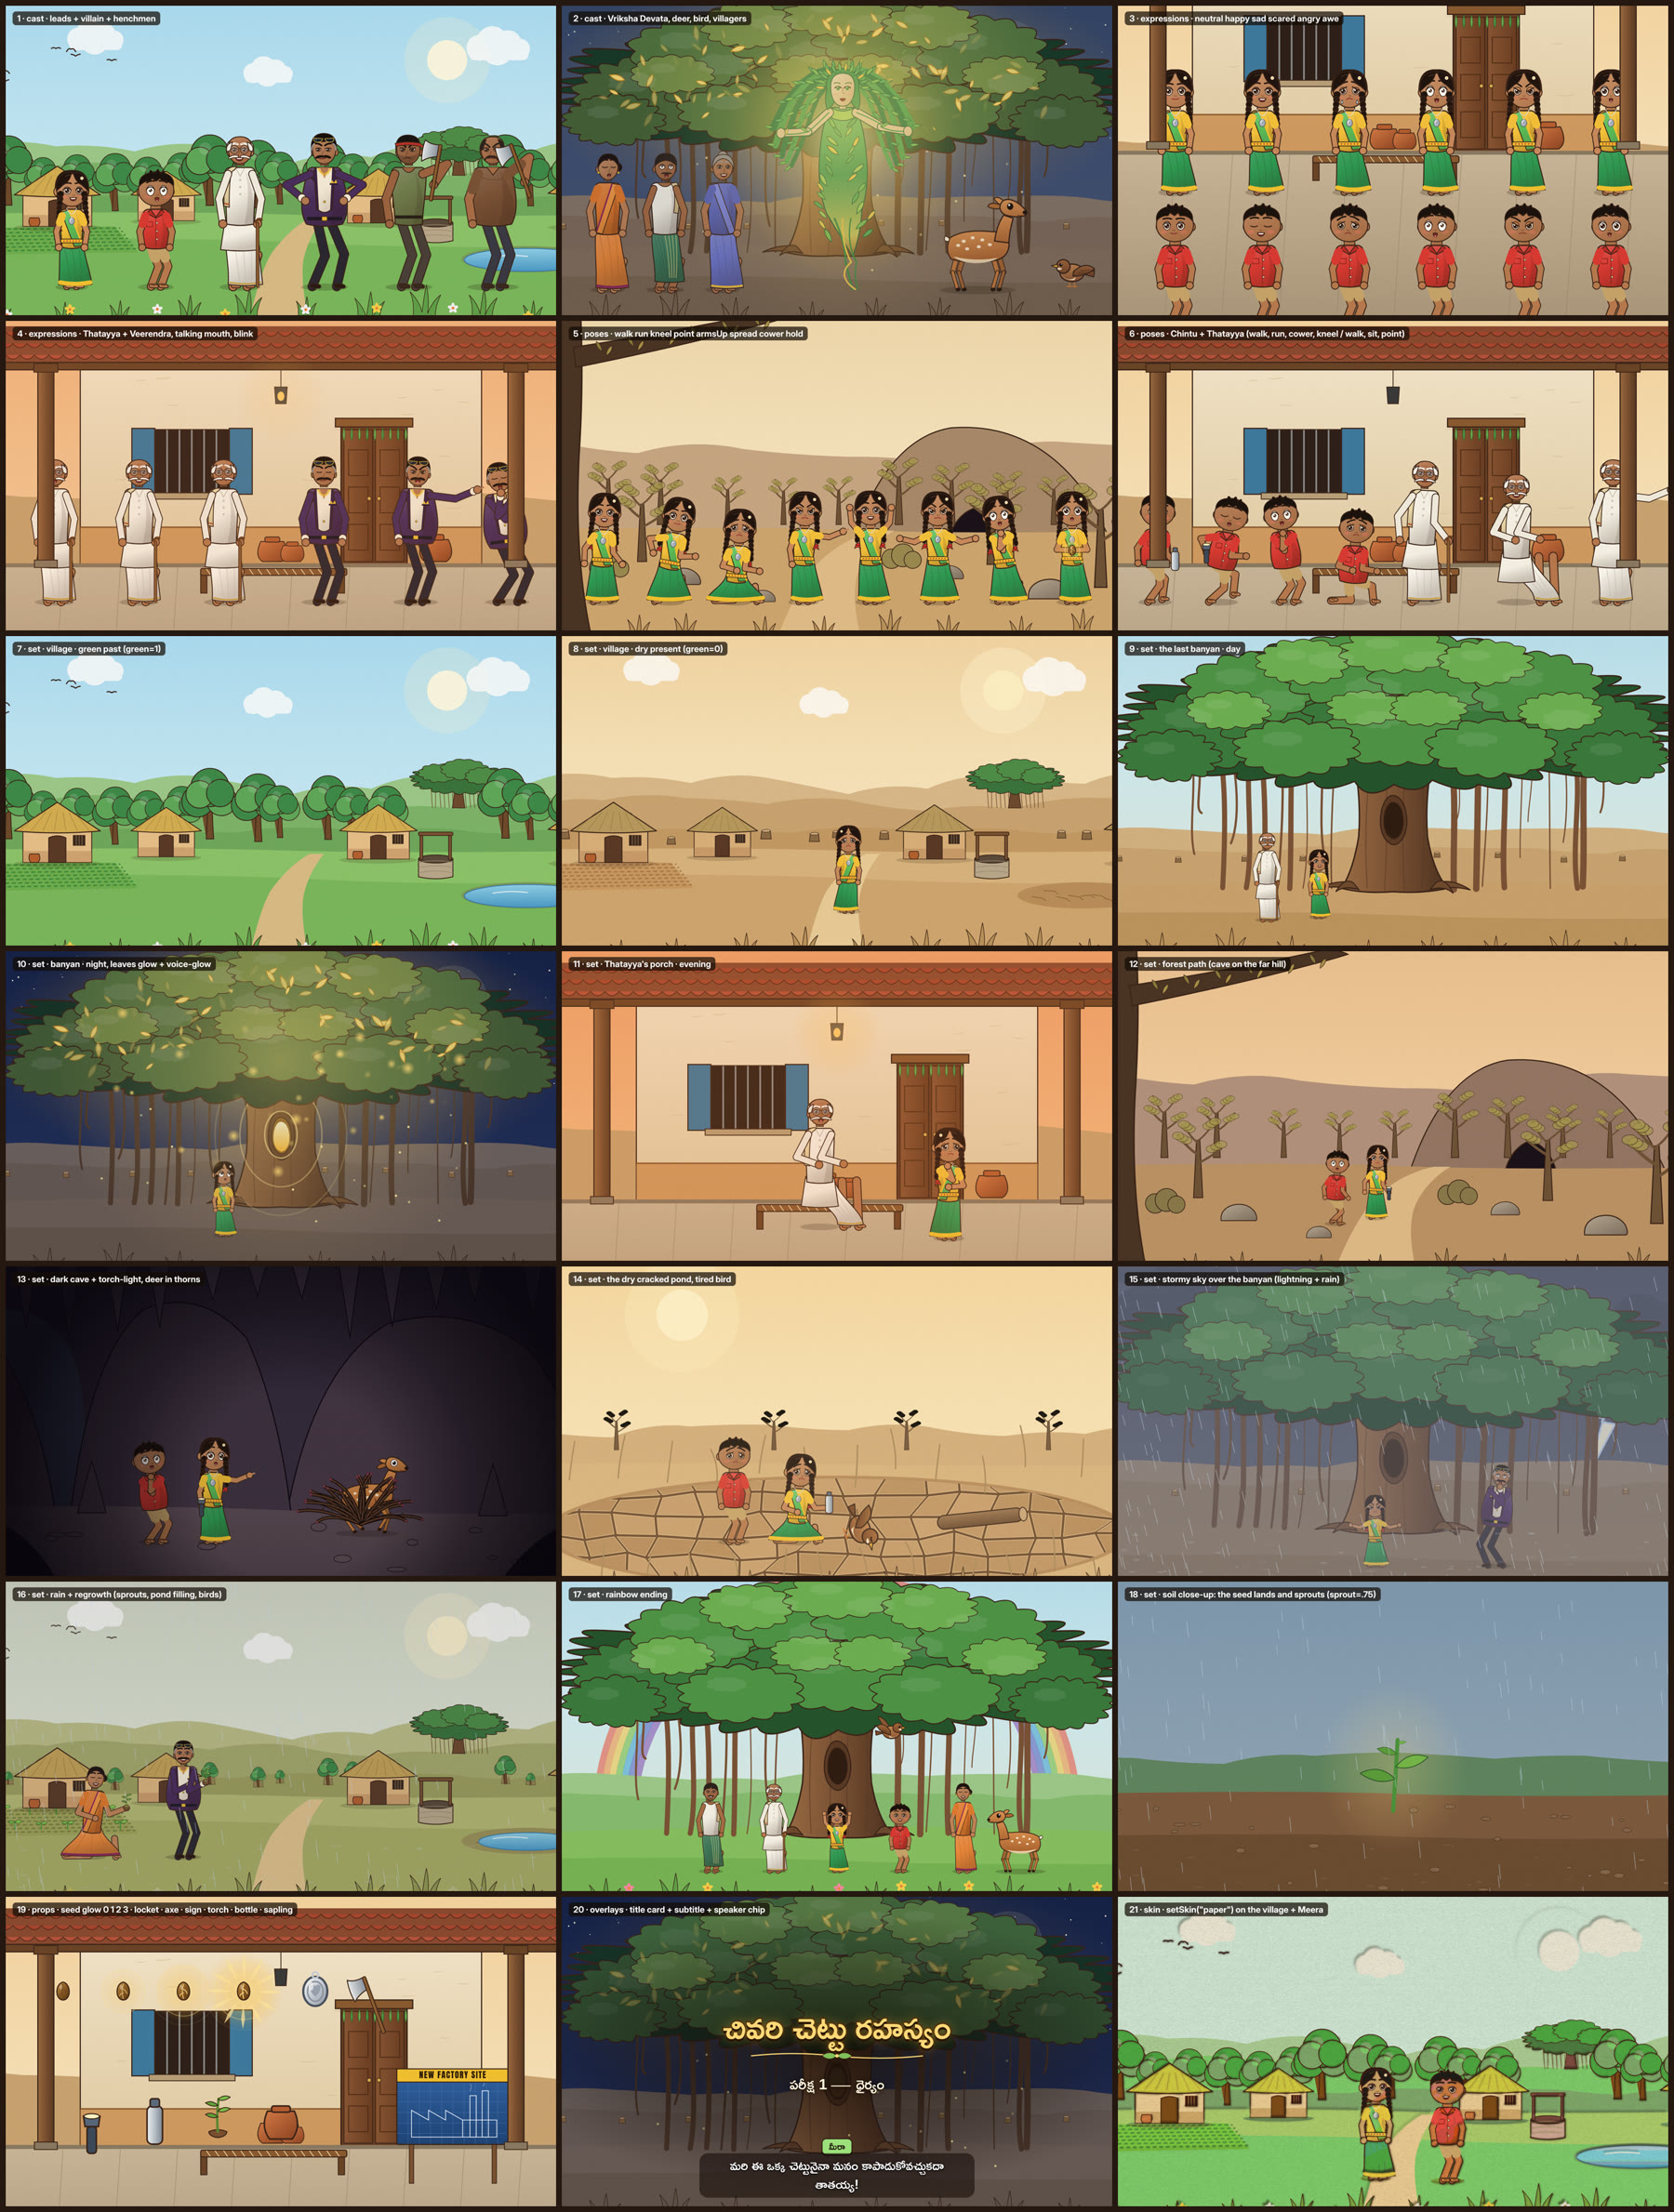 1 · cast · leads + villain + henchmen
2 · cast · Vriksha Devata, deer, bird, villagers
3 · expressions · neutral happy sad scared angry awe
4 · expressions · Thatayya + Veerendra, talking mouth, blink
5 · poses · walk run kneel point armsUp spread cower hold
6 · poses · Chintu + Thatayya (walk, run, cower, kneel / walk, sit, point)
7 · set · village · green past (green=1)
8 · set · village · dry present (green=0)
9 · set · the last banyan · day
10 · set · banyan · night, leaves glow + voice-glow
11 · set · Thatayya's porch · evening
12 · set · forest path (cave on the far hill)
13 · set · dark cave + torch-light, deer in thorns
14 · set · the dry cracked pond, tired bird
15 · set · stormy sky over the banyan (lightning + rain)
16 · set · rain + regrowth (sprouts, pond filling, birds)
17 · set · rainbow ending
18 · set · soil close-up: the seed lands and sprouts (sprout=.75)
19 · props · seed glow 0 1 2 3 · locket · axe · sign · torch · bottle · sapling
NEW FACTORY SITE
20 · overlays · title card + subtitle + speaker chip
చివరి చెట్టు రహస్యం
పరీక్ష 1 — ధైర్యం
మీరా
మరి ఈ ఒక్క చెట్టునైనా మనం కాపాడుకోవచ్చుకదా
తాతయ్య!
21 · skin · setSkin("paper") on the village + Meera